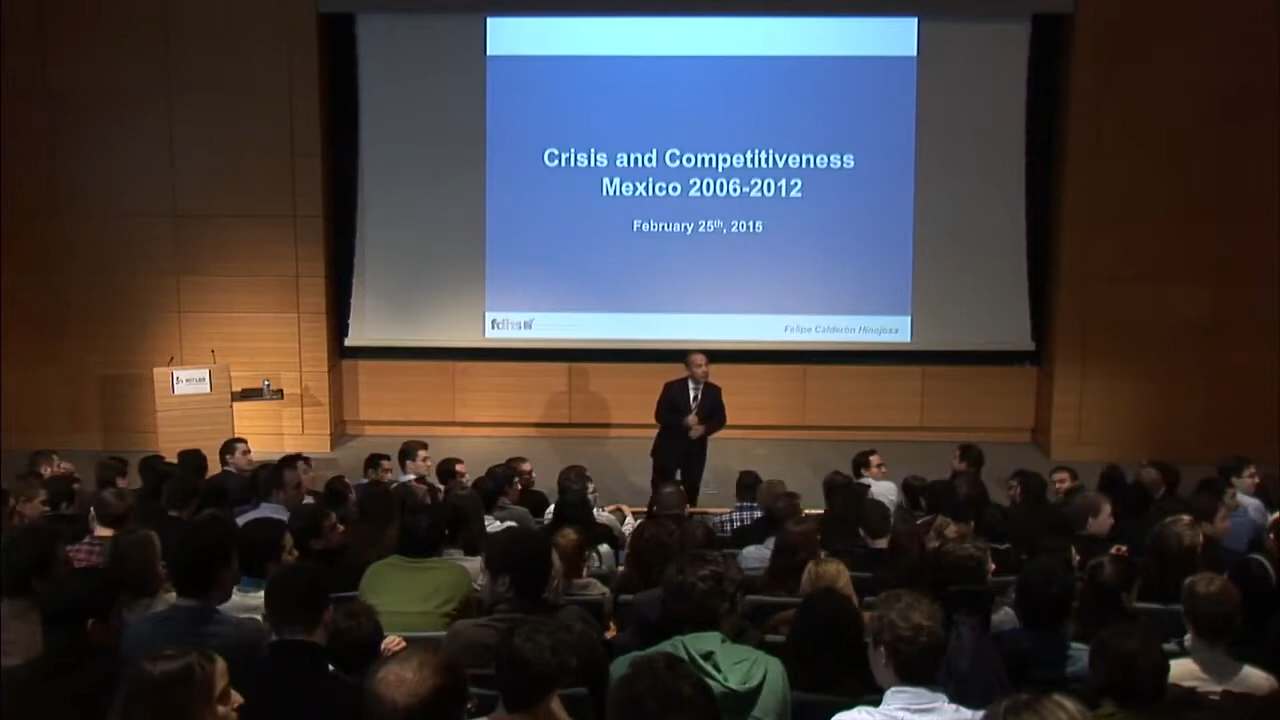 Crisis and Competitiveness
Mexico 2006-2012
February 25th, 2015
fdhs
Felipe Calderón Hinojosa